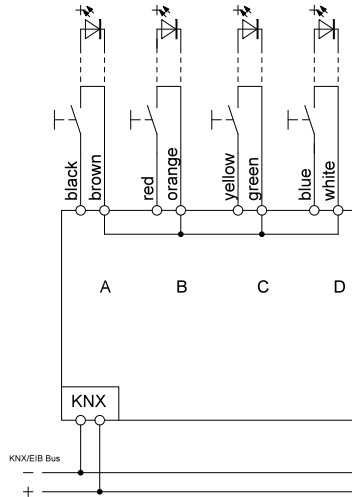 + + + +
black brown red orange yellow green blue white
A B C D
KNX
KNX/EIB Bus
−
+